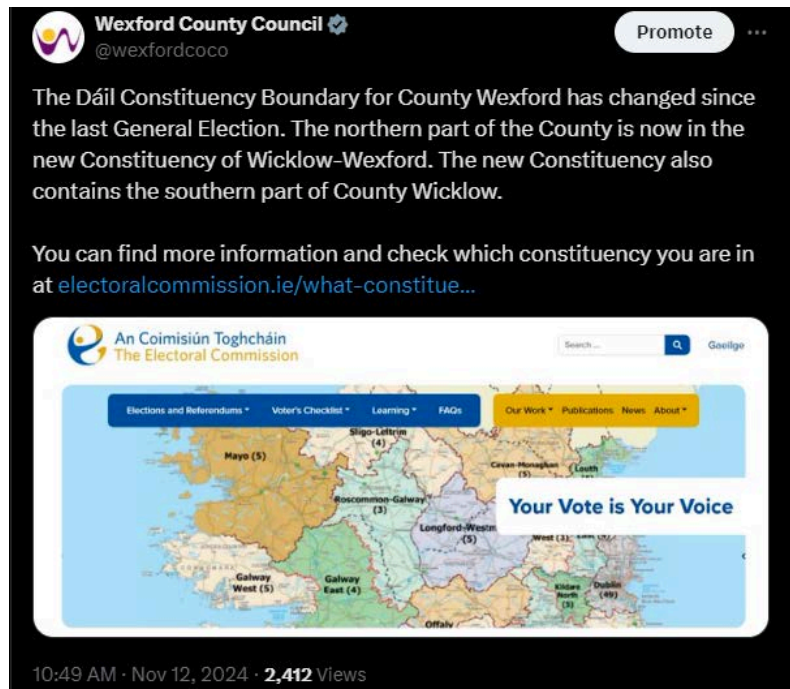 Wexford County Council
@wexfordcoco
Promote
The Dáil Constituency Boundary for County Wexford has changed since
the last General Election. The northern part of the County is now in the
new Constituency of Wicklow-Wexford. The new Constituency also
contains the southern part of County Wicklow.
You can find more information and check which constituency you are in
at electoralcommission.ie/what-constitue...
An Coimisiún Toghcháin
The Electoral Commission
Search ...
Gaeilge
Elections and Referendums
Voter's Checklist
Learning
FAQs
Our Work
Publications
News
About
Sligo-Leitrim
(4)
Mayo (5)
Cavan-Monaghan
(5)
Louth
Roscommon-Galway
(3)
Your Vote is Your Voice
Longford-Westm
(5)
West (3)
Galway
West (5)
Galway
East (4)
Kildare
North
(5)
Dublin
(49)
Offaly
10:49 AM · Nov 12, 2024 · 2,412 Views